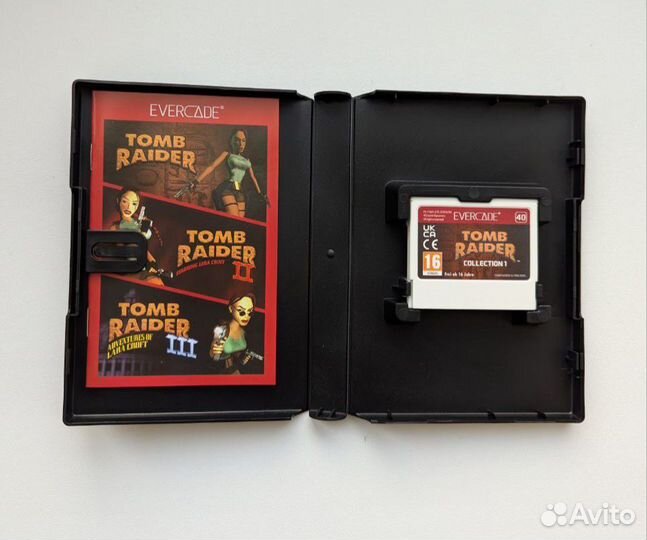 EVERCADE®
TOMB
RAIDER
TOMB
RAIDER
II
STARRING LARA CROFT
TOMB
RAIDER
III
ADVENTURES OF
LARA CROFT
EVERCADE®
40
UK
CA
CE
16
TOMB
RAIDER
COLLECTION 1
Frei ab 16 Jahre
Avito